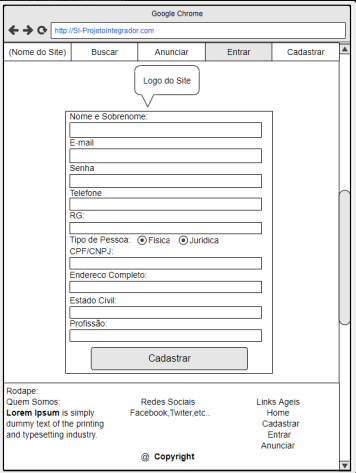 Google Chrome
http://SI-ProjetoIntegrador.com
(Nome do Site) Buscar Anunciar Entrar Cadastrar
Logo do Site
Nome e Sobrenome:
E-mail
Senha
Telefone
RG:
Tipo de Pessoa: Fisica Juridica
CPF/CNPJ:
Endereco Completo:
Estado Civil:
Profissão:
Cadastrar
Rodape:
Quem Somos: Redes Sociais Links Ageis
Lorem Ipsum is simply Facebook,Twiter,etc.. Home
dummy text of the printing Cadastrar
and typesetting industry. Entrar
Anunciar
@ Copyright